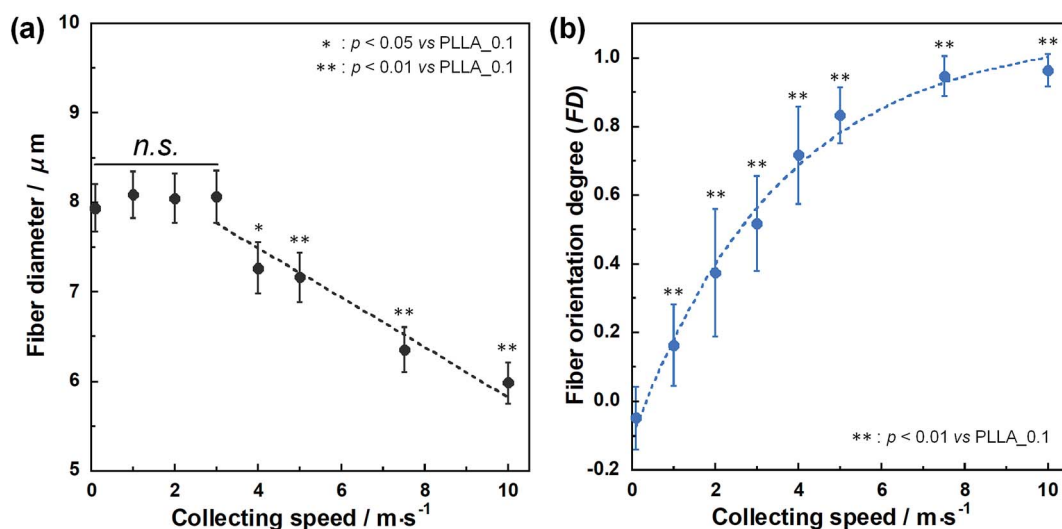 (a)
10
9
8
7
6
5
Fiber diameter / μm
* : p < 0.05 vs PLLA_0.1
** : p < 0.01 vs PLLA_0.1
n.s.
*
**
**
**
0 2 4 6 8 10
Collecting speed / m·s⁻¹
(b)
1.0
0.8
0.6
0.4
0.2
0.0
-0.2
Fiber orientation degree (FD)
**
**
**
**
**
**
**
** : p < 0.01 vs PLLA_0.1
0 2 4 6 8 10
Collecting speed / m·s⁻¹